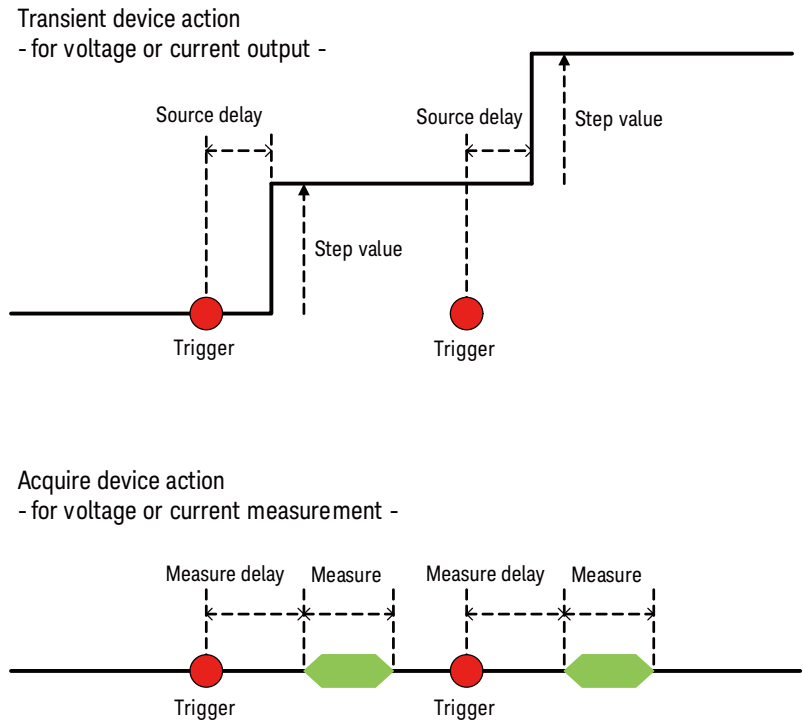 Transient device action
- for voltage or current output -
Source delay
Source delay
Step value
Step value
Trigger
Trigger
Acquire device action
- for voltage or current measurement -
Measure delay
Measure
Measure delay
Measure
Trigger
Trigger